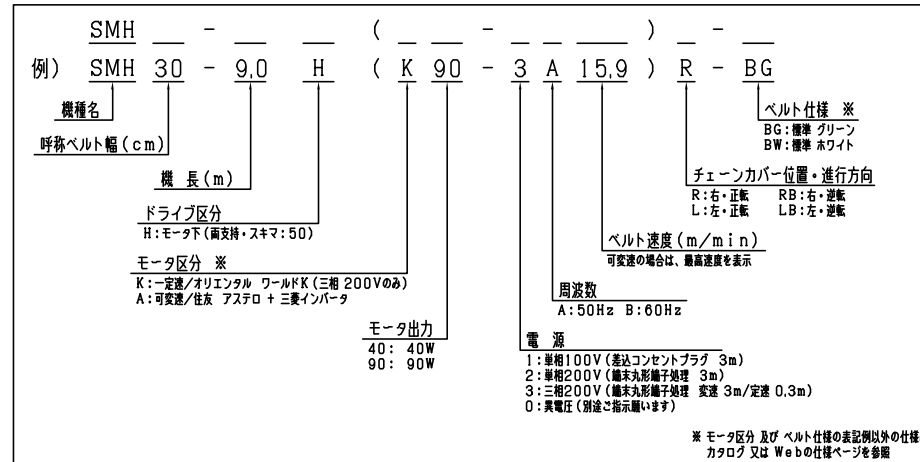 SMH - ( - ) -
例) SMH 30 - 9.0 H ( K 90 - 3 A 15.9 ) R - BG
機種名
ベルト仕様 ※
BG:標準 グリーン
BW:標準 ホワイト
呼称ベルト幅(cm)
機 長(m)
チェーンカバー位置・進行方向
R:右・正転 RB:右・逆転
L:左・正転 LB:左・逆転
ドライブ区分
H:モータ下(両支持・スキマ:50)
ベルト速度(m/min)
可変速の場合は、最高速度を表示
モータ区分 ※
K:一定速/オリエンタル ワールドK(三相 200Vのみ)
A:可変速/住友 アステロ + 三菱インバータ
周波数
A:50Hz B:60Hz
モータ出力
40: 40W
90: 90W
電 源
1:単相100V(差込コンセントプラグ 3m)
2:単相200V(端末丸形端子処理 3m)
3:三相200V(端末丸形端子処理 変速 3m/定速 0.3m)
0:異電圧(別途ご指示願います)
※ モータ区分 及び ベルト仕様の表記例以外の仕様
カタログ 又は Webの仕様ページを参照